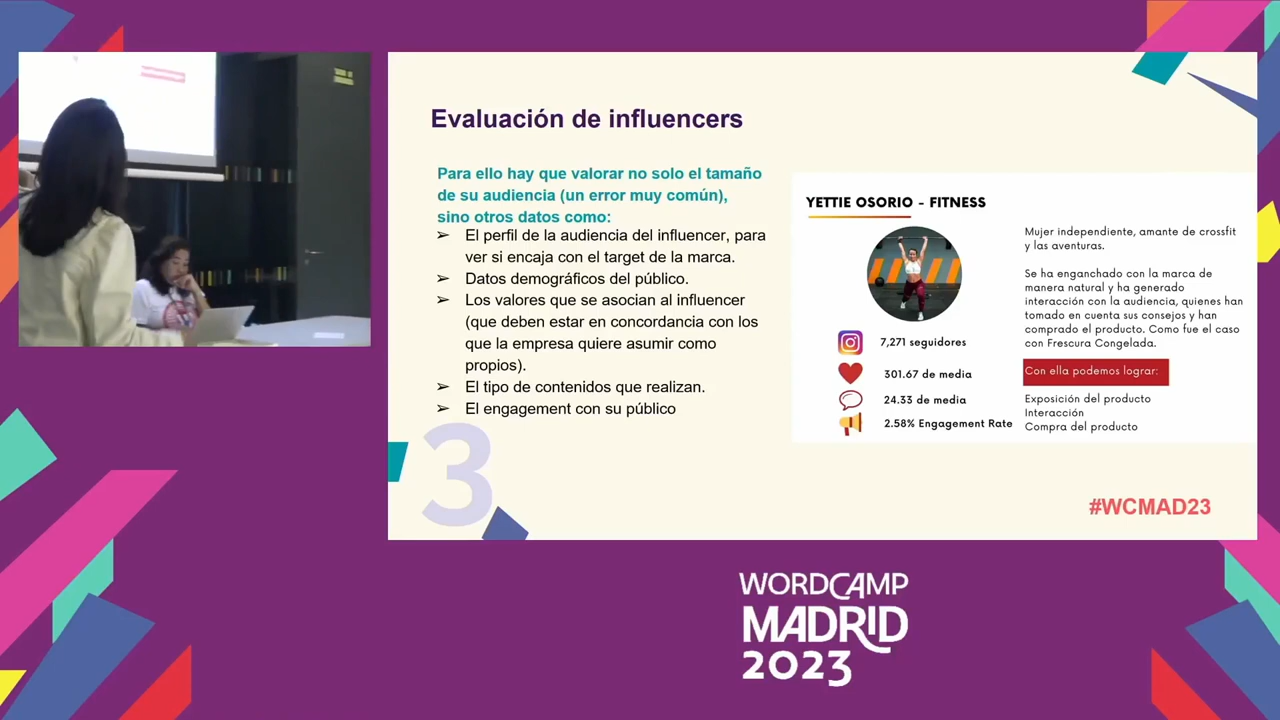 Evaluación de influencers
Para ello hay que valorar no solo el tamaño
de su audiencia (un error muy común),
sino otros datos como:
➢ El perfil de la audiencia del influencer, para
ver si encaja con el target de la marca.
➢ Datos demográficos del público.
➢ Los valores que se asocian al influencer
(que deben estar en concordancia con los
que la empresa quiere asumir como
propios).
➢ El tipo de contenidos que realizan.
➢ El engagement con su público
3
YETTIE OSORIO - FITNESS
7,271 seguidores
301.67 de media
24.33 de media
2.58% Engagement Rate
Mujer independiente, amante de crossfit
y las aventuras.
Se ha enganchado con la marca de
manera natural y ha generado
interacción con la audiencia, quienes han
tomado en cuenta sus consejos y han
comprado el producto. Como fue el caso
con Frescura Congelada.
Con ella podemos lograr:
Exposición del producto
Interacción
Compra del producto
#WCMAD23
WORDCAMP
MADRID
2023